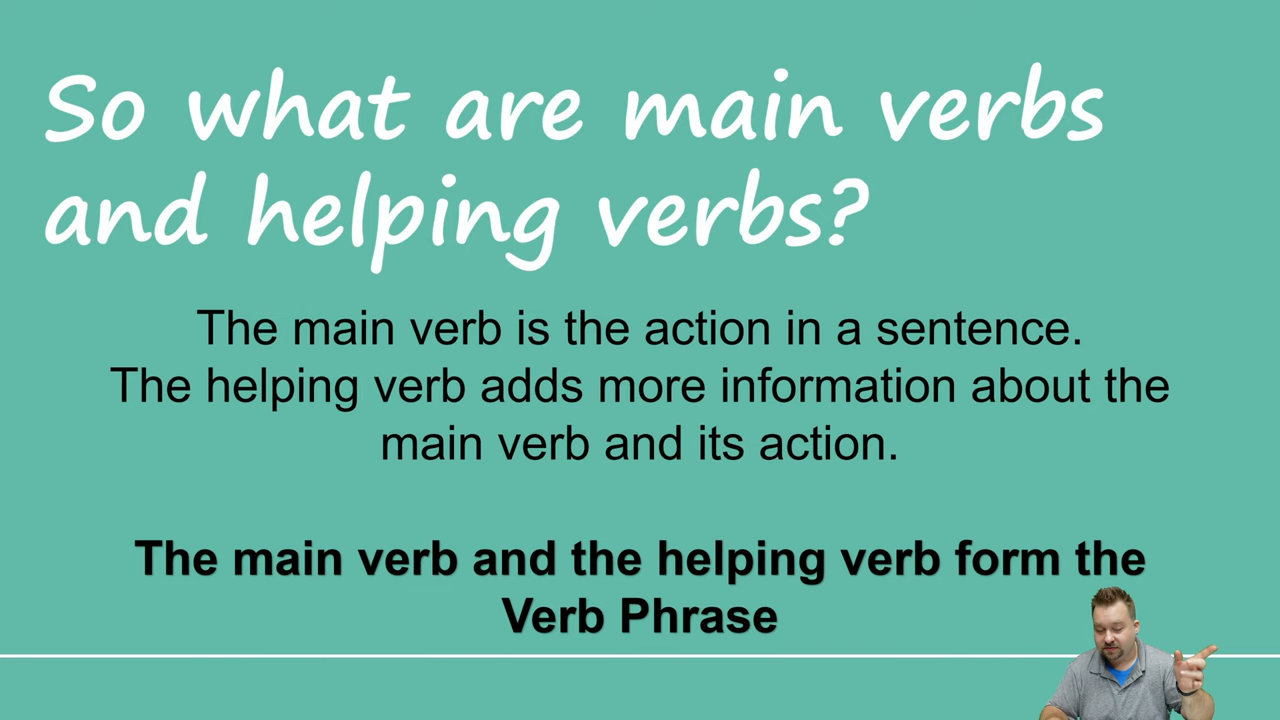 So what are main verbs
and helping verbs?
The main verb is the action in a sentence.
The helping verb adds more information about the
main verb and its action.
The main verb and the helping verb form the
Verb Phrase